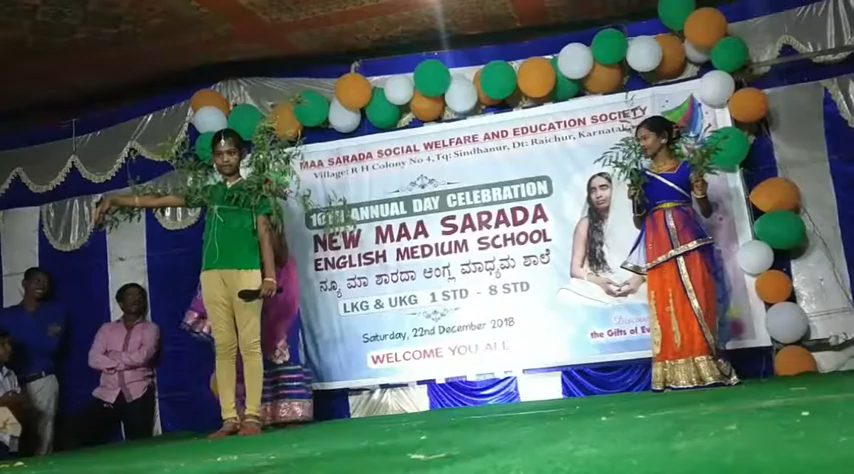 MAA SARADA SOCIAL WELFARE AND EDUCATION SOCIETY
Village: R H Colony No 4, Tq: Sindhanur, Dt: Raichur, Karnataka
10th ANNUAL DAY CELEBRATION
NEW MAA SARADA
ENGLISH MEDIUM SCHOOL
ನ್ಯೂ ಮಾ ಶಾರದಾ ಆಂಗ್ಲ ಮಾಧ್ಯಮ ಶಾಲೆ
LKG & UKG 1 STD - 8 STD
Saturday, 22nd December 2018
WELCOME YOU ALL
the Gifts of